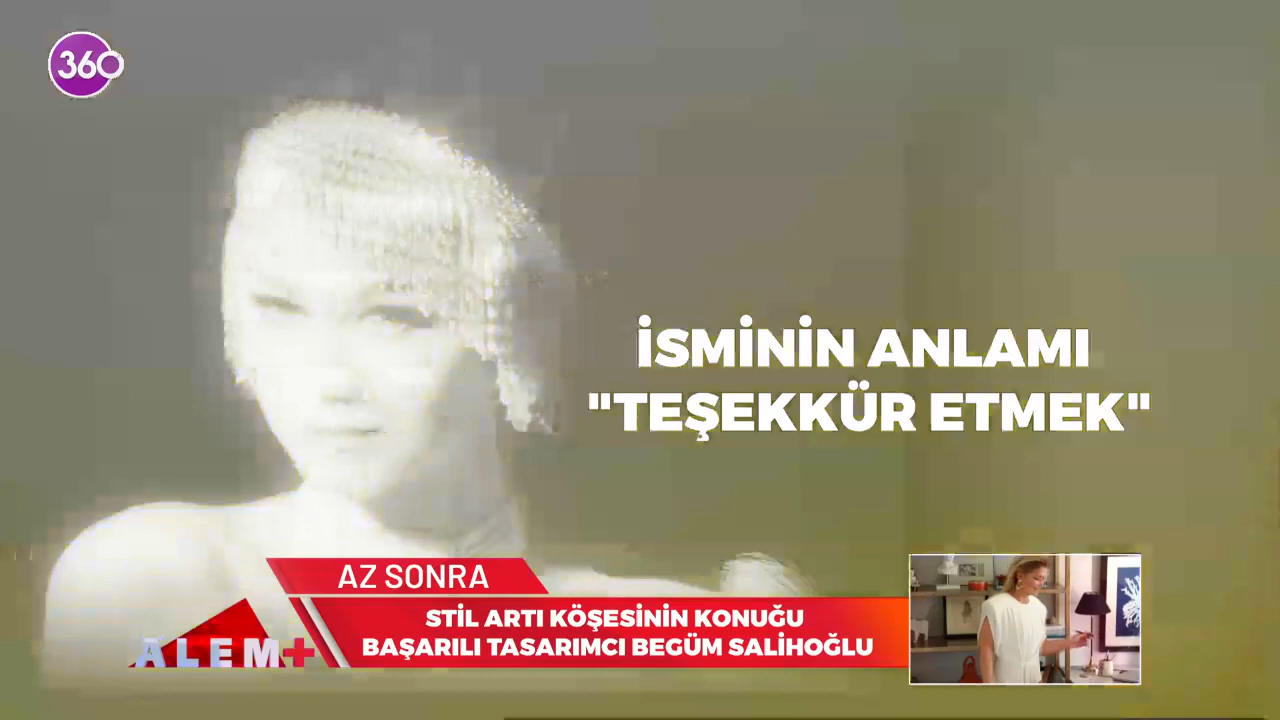 360
İSMİNİN ANLAMI
"TEŞEKKÜR ETMEK"
AZ SONRA
STİL ARTI KÖŞESİNİN KONUĞU
BAŞARILI TASARIMCI BEGÜM SALİHOĞLU
ALEM+